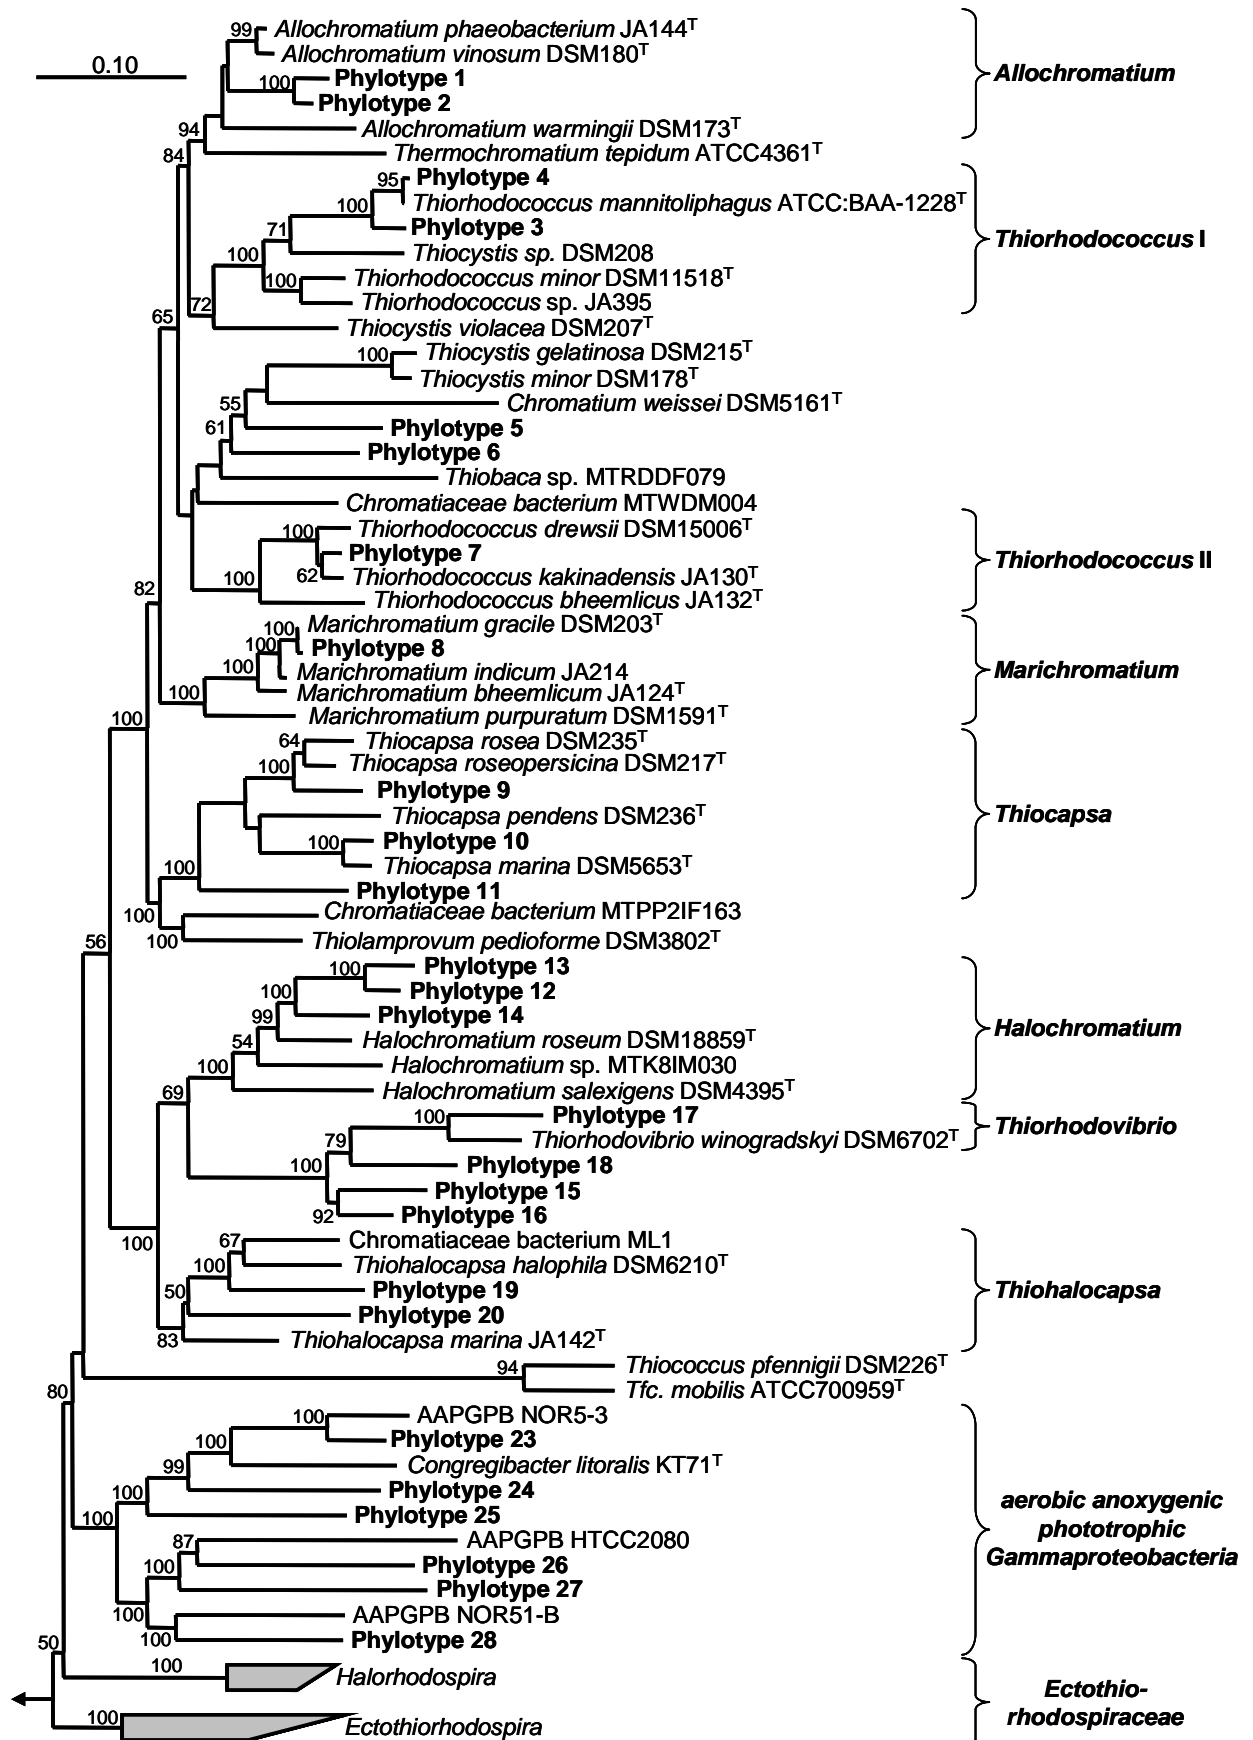 99
Allochromatium phaeobacterium JA144ᵀ
Allochromatium vinosum DSM180ᵀ
0.10
100
Phylotype 1
Phylotype 2
Allochromatium
Allochromatium warmingii DSM173ᵀ
94
Thermochromatium tepidum ATCC4361ᵀ
84
95
Phylotype 4
Thiorhodococcus mannitoliphagus ATCC:BAA-1228ᵀ
100
Phylotype 3
71
Thiorhodococcus I
Thiocystis sp. DSM208
100
Thiorhodococcus minor DSM11518ᵀ
100
Thiorhodococcus sp. JA395
72
65
Thiocystis violacea DSM207ᵀ
100
Thiocystis gelatinosa DSM215ᵀ
Thiocystis minor DSM178ᵀ
Chromatium weissei DSM5161ᵀ
55
Phylotype 5
61
Phylotype 6
Thiobaca sp. MTRDDF079
Chromatiaceae bacterium MTWDM004
100
Thiorhodococcus drewsii DSM15006ᵀ
Phylotype 7
Thiorhodococcus II
62
Thiorhodococcus kakinadensis JA130ᵀ
100
Thiorhodococcus bheemlicus JA132ᵀ
82
100
Marichromatium gracile DSM203ᵀ
100
Phylotype 8
100
Marichromatium indicum JA214
Marichromatium
Marichromatium bheemlicum JA124ᵀ
100
Marichromatium purpuratum DSM1591ᵀ
100
64
Thiocapsa rosea DSM235ᵀ
Thiocapsa roseopersicina DSM217ᵀ
100
Phylotype 9
Thiocapsa pendens DSM236ᵀ
Thiocapsa
100
Phylotype 10
Thiocapsa marina DSM5653ᵀ
100
Phylotype 11
100
Chromatiaceae bacterium MTPP2IF163
100
Thiolamprovum pedioforme DSM3802ᵀ
56
100
Phylotype 13
100
Phylotype 12
99
Phylotype 14
Halochromatium
54
Halochromatium roseum DSM18859ᵀ
100
Halochromatium sp. MTK8IM030
69
Halochromatium salexigens DSM4395ᵀ
100
Phylotype 17
Thiorhodovibrio
79
Thiorhodovibrio winogradskyi DSM6702ᵀ
100
Phylotype 18
Phylotype 15
92
Phylotype 16
100
67
Chromatiaceae bacterium ML1
100
Thiohalocapsa halophila DSM6210ᵀ
50
Phylotype 19
Thiohalocapsa
Phylotype 20
83
Thiohalocapsa marina JA142ᵀ
94
Thiococcus pfennigii DSM226ᵀ
Tfc. mobilis ATCC700959ᵀ
80
100
AAPGPB NOR5-3
100
Phylotype 23
99
Congregibacter litoralis KT71ᵀ
100
Phylotype 24
100
Phylotype 25
aerobic anoxygenic
phototrophic
Gammaproteobacteria
87
AAPGPB HTCC2080
100
Phylotype 26
Phylotype 27
100
AAPGPB NOR51-B
100
Phylotype 28
50
100
Halorhodospira
Ectothio-
rhodospiraceae
100
Ectothiorhodospira